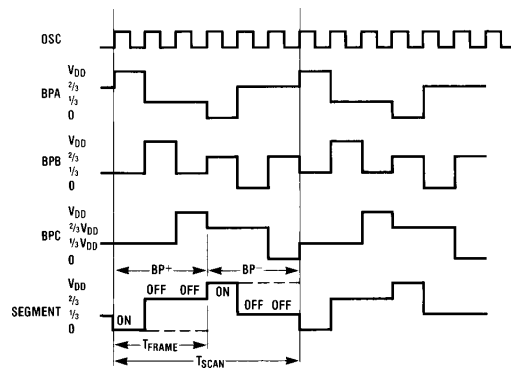 OSC
V_DD
2/3
BPA 1/3
0
V_DD
2/3
BPB 1/3
0
V_DD
BPC 2/3 V_DD
1/3 V_DD
0
BP+ BP−
V_DD
OFF OFF ON
2/3
SEGMENT 1/3 ON OFF OFF
0
T_FRAME
T_SCAN